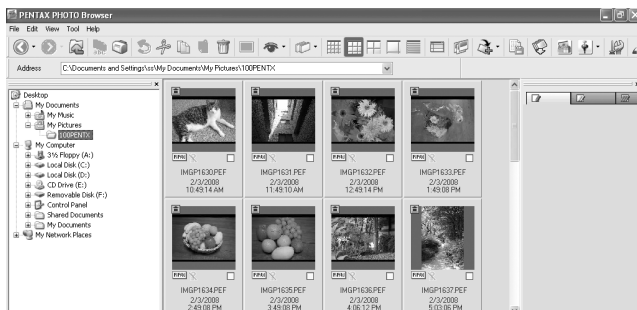 PENTAX PHOTO Browser
File Edit View Tool Help
Address C:\Documents and Settings\ss\My Documents\My Pictures\100PENTX
Desktop
My Documents
My Music
My Pictures
100PENTX
My Computer
3½ Floppy (A:)
Local Disk (C:)
Local Disk (D:)
CD Drive (E:)
Removable Disk (F:)
Control Panel
Shared Documents
My Documents
My Network Places
IMGP1630.PEF
2/3/2008
10:49:14 AM
IMGP1631.PEF
2/3/2008
11:49:10 AM
IMGP1632.PEF
2/3/2008
12:49:14 PM
IMGP1633.PEF
2/3/2008
1:49:08 PM
IMGP1634.PEF
2/3/2008
2:49:08 PM
IMGP1635.PEF
2/3/2008
3:49:08 PM
IMGP1636.PEF
2/3/2008
4:06:12 PM
IMGP1637.PEF
2/3/2008
5:03:06 PM